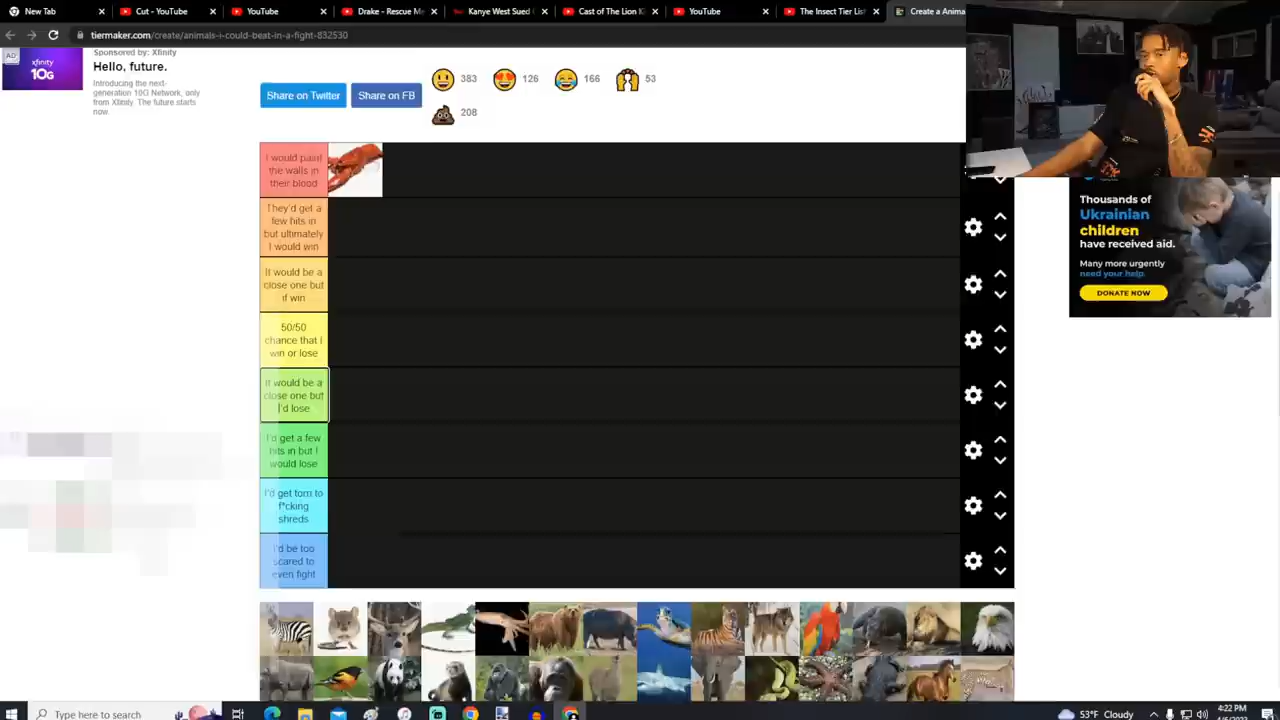 New Tab
Cut - YouTube
YouTube
Drake - Rescue Me
Kanye West Sued
Cast Of The Lion K
YouTube
The Insect Tier List
Create a Anima
tiermaker.com/create/animals-i-could-beat-in-a-fight-832530
AD
Sponsored by: Xfinity
xfinity
10G
Hello, future.
Introducing the next-
generation 10G Network, only
from Xfinity. The future starts
now.
Share on Twitter
Share on FB
383
126
166
53
208
I would paint
the walls in
their blood
They'd get a
few hits in
but ultimately
I would win
It would be a
close one but
if win
50/50
chance that I
win or lose
It would be a
close one but
I'd lose
I'd get a few
hits in but I
would lose
I'd get torn to
f*cking
shreds
I'd be too
scared to
even fight
Thousands of
Ukrainian
children
have received aid.
Many more urgently
need your help.
DONATE NOW
Type here to search
53°F Cloudy
4:22 PM